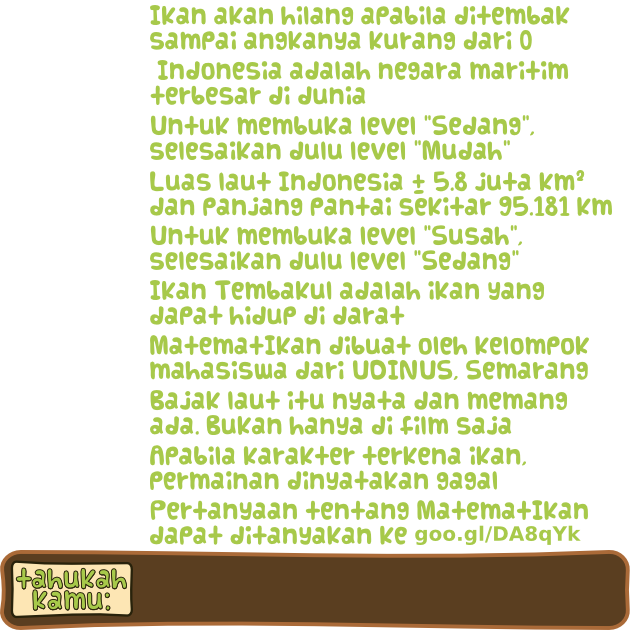 Ikan akan hilang apabila ditembak
sampai angkanya kurang dari 0
Indonesia adalah negara maritim
terbesar di dunia
Untuk membuka level "Sedang",
selesaikan dulu level "Mudah"
Luas laut Indonesia ± 5.8 juta Km²
dan panjang pantai sekitar 95.181 Km
Untuk membuka level "Susah",
selesaikan dulu level "Sedang"
Ikan Tembakul adalah ikan yang
dapat hidup di darat
MatematIkan dibuat oleh kelompok
mahasiswa dari UDINUS, Semarang
Bajak laut itu nyata dan memang
ada. Bukan hanya di film saja
Apabila karakter terkena ikan,
permainan dinyatakan gagal
Pertanyaan tentang MatematIkan
dapat ditanyakan ke goo.gl/DA8qYk
tahukah
kamu: